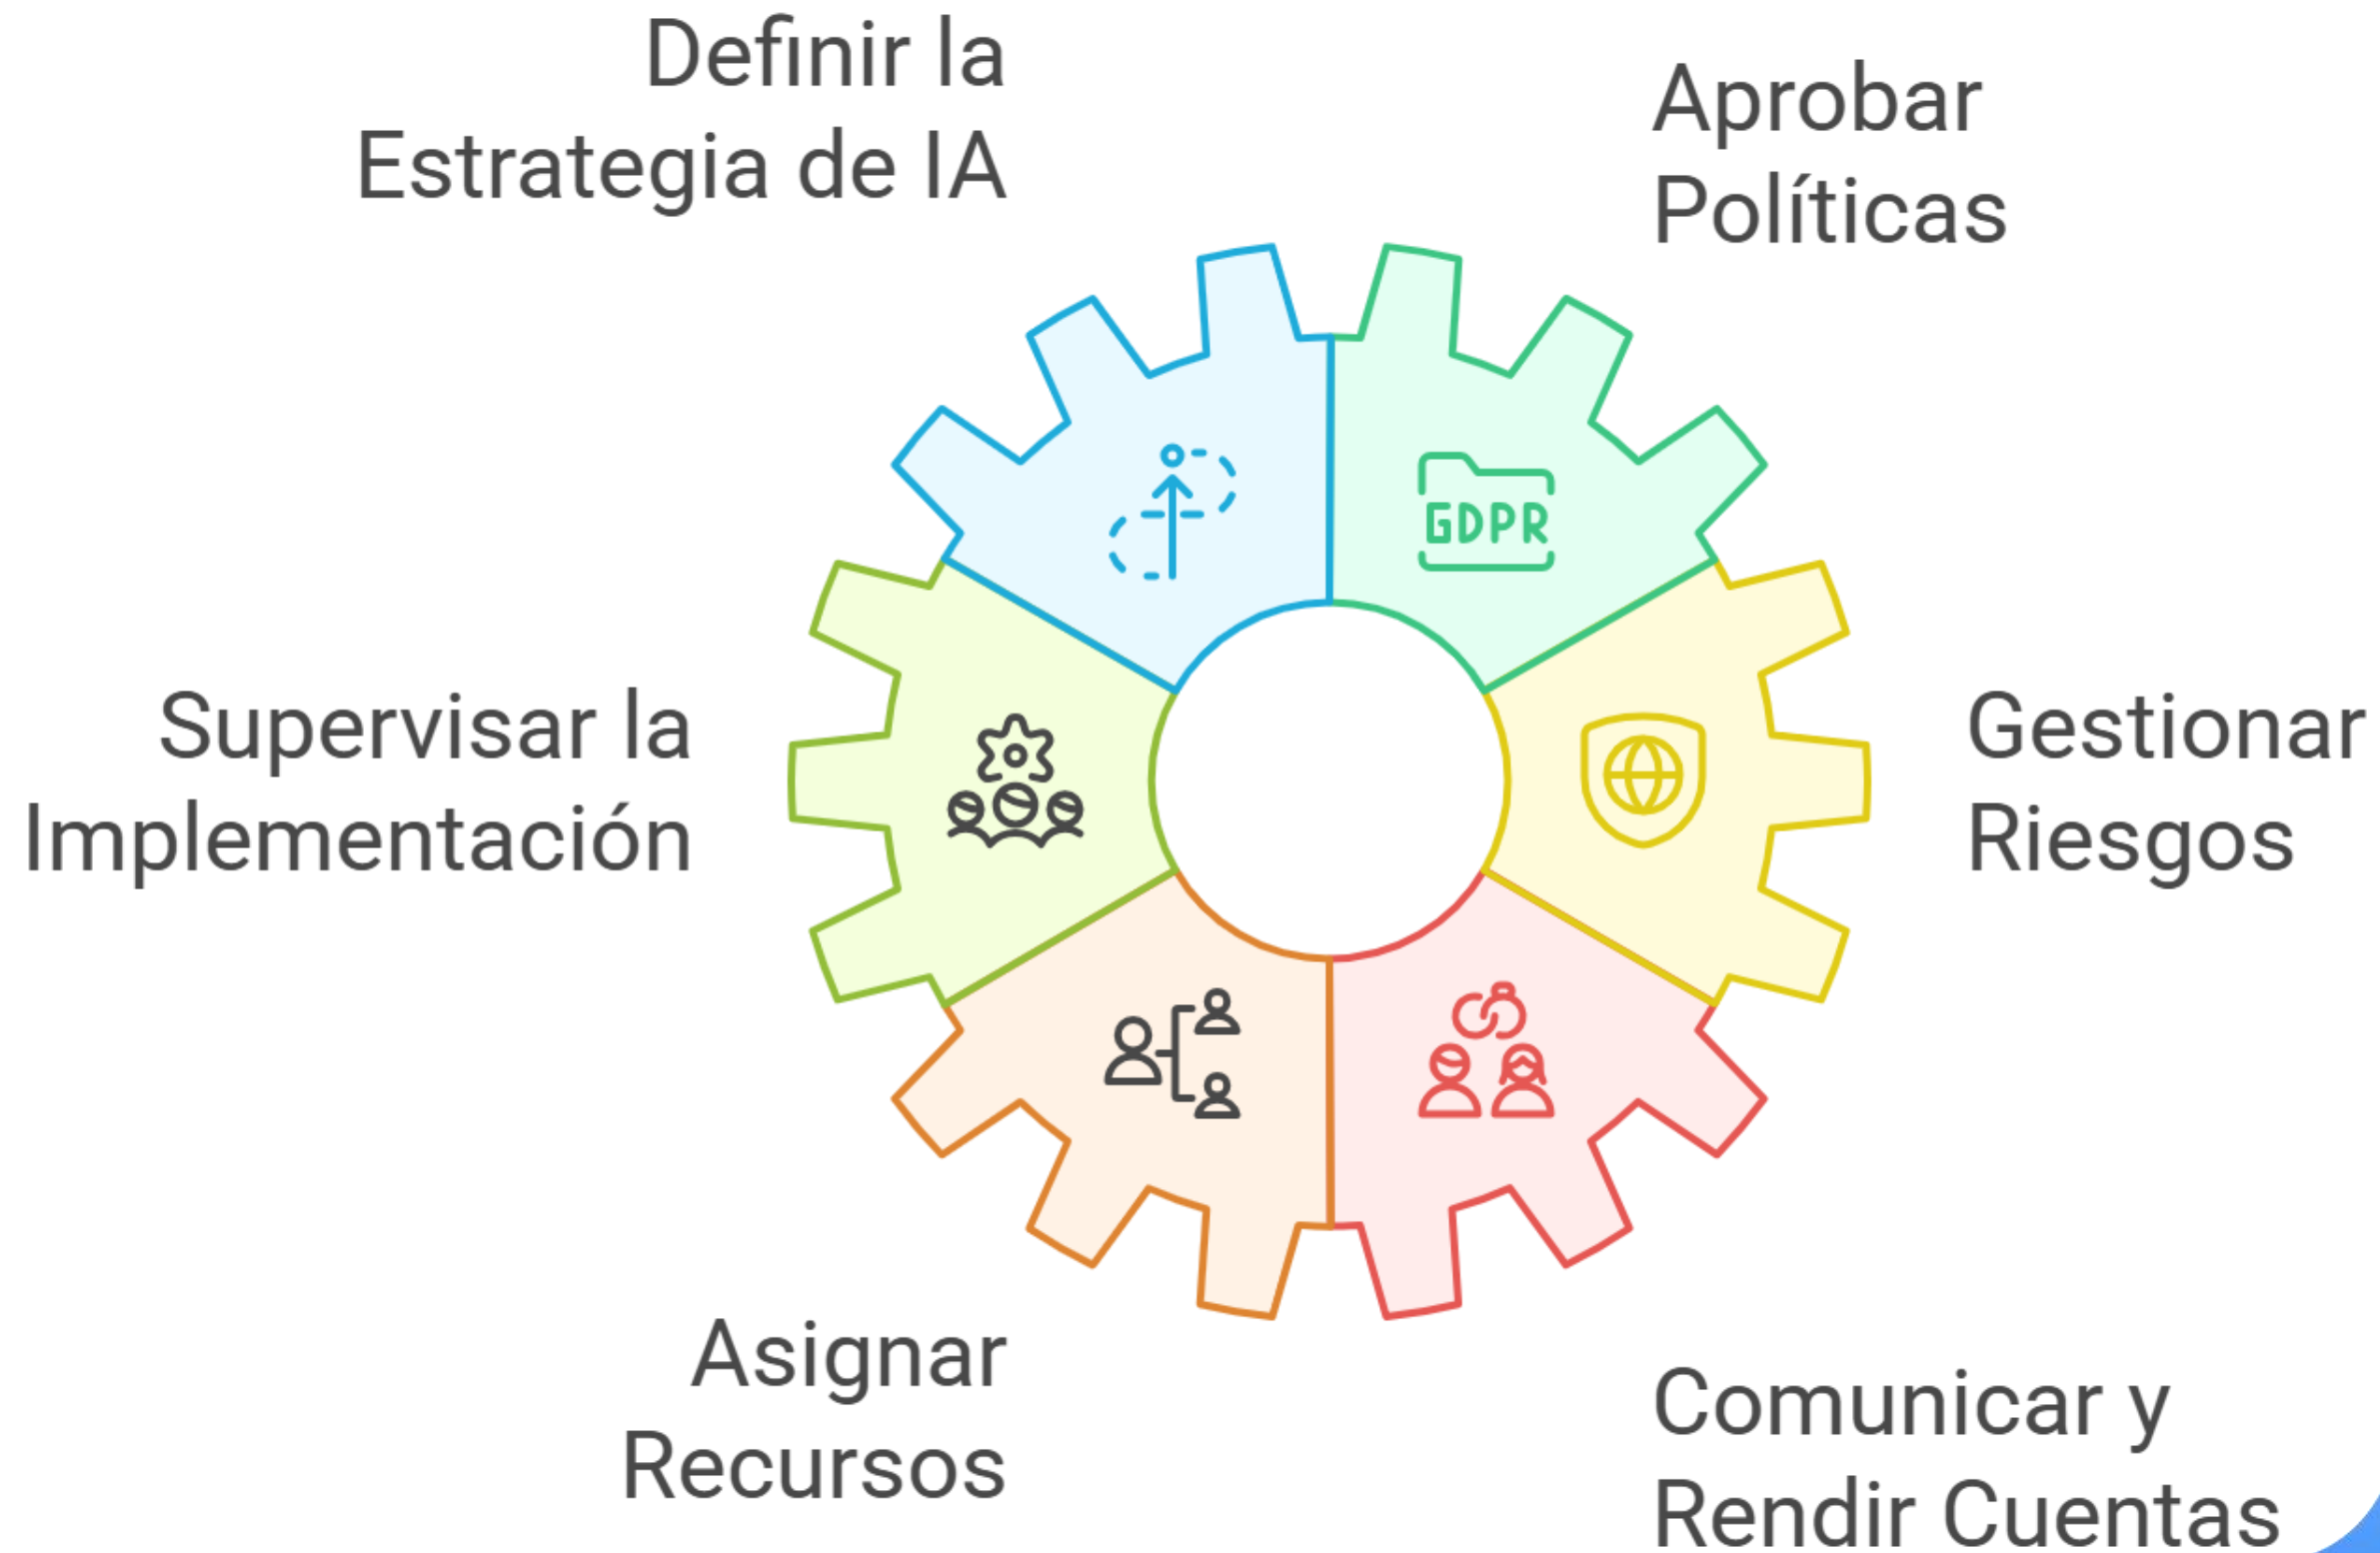 Definir la
Estrategia de IA
Aprobar
Políticas
GDPR
Supervisar la
Implementación
Gestionar
Riesgos
Asignar
Recursos
Comunicar y
Rendir Cuentas